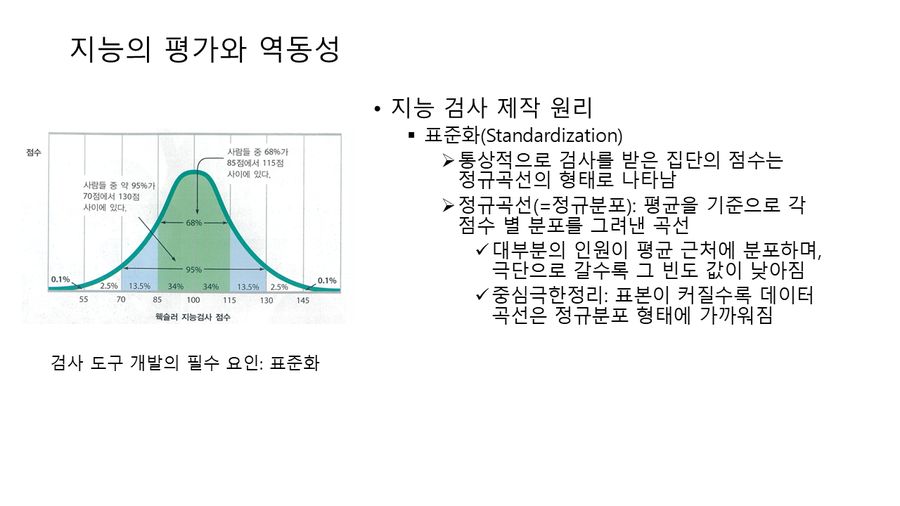 지능의 평가와 역동성
• 지능 검사 제작 원리
▪ 표준화(Standardization)
➢통상적으로 검사를 받은 집단의 점수는
정규곡선의 형태로 나타남
➢정규곡선(=정규분포): 평균을 기준으로 각
점수 별 분포를 그려낸 곡선
✓대부분의 인원이 평균 근처에 분포하며,
극단으로 갈수록 그 빈도 값이 낮아짐
✓중심극한정리: 표본이 커질수록 데이터
곡선은 정규분포 형태에 가까워짐
점수
사람들 중 68%가
85점에서 115점
사이에 있다.
사람들 중 약 95%가
70점에서 130점
사이에 있다.
68%
95%
0.1% 2.5% 13.5% 34% 34% 13.5% 2.5% 0.1%
55 70 85 100 115 130 145
웩슬러 지능검사 점수
검사 도구 개발의 필수 요인: 표준화